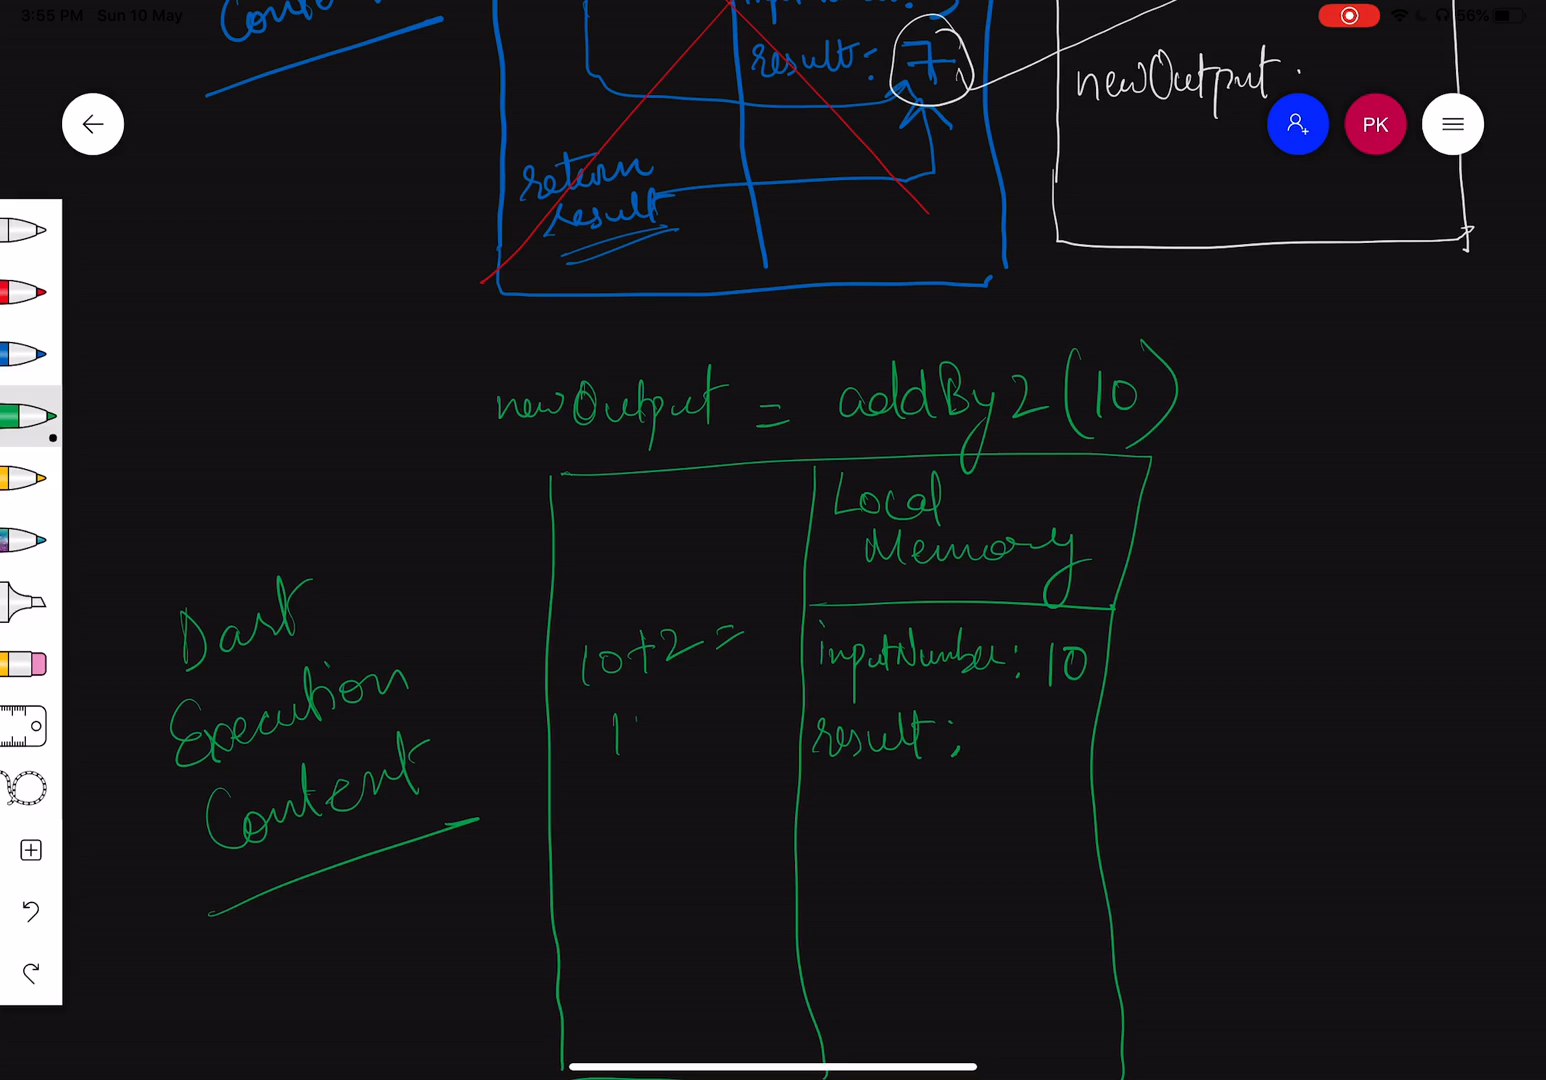 3:55 PM Sun 10 May
56%
result: 7
newOutput
PK
return
result
newOutput = addBy2(10)
Local
Memory
Dart
Execution
Context
10+2=
1
inputNumber: 10
result: